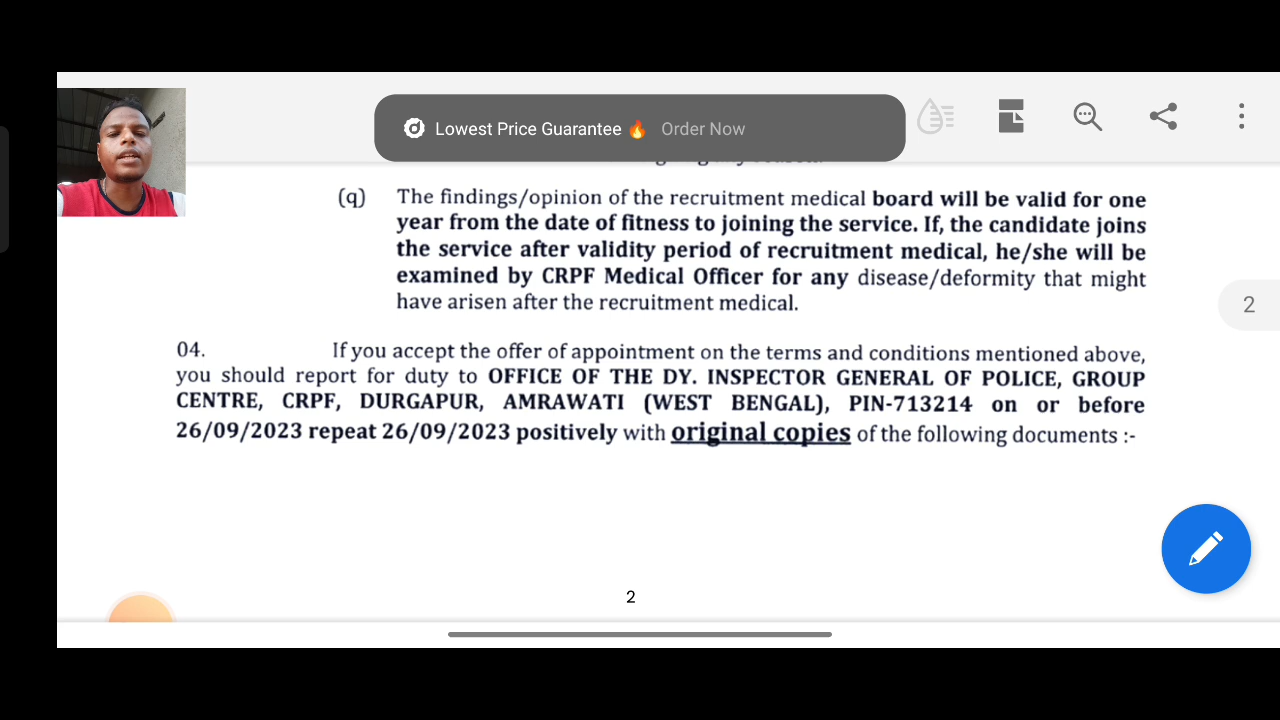 Lowest Price Guarantee 🔥 Order Now
(q) The findings/opinion of the recruitment medical board will be valid for one
year from the date of fitness to joining the service. If, the candidate joins
the service after validity period of recruitment medical, he/she will be
examined by CRPF Medical Officer for any disease/deformity that might
have arisen after the recruitment medical.
2
04. If you accept the offer of appointment on the terms and conditions mentioned above,
you should report for duty to OFFICE OF THE DY. INSPECTOR GENERAL OF POLICE, GROUP
CENTRE, CRPF, DURGAPUR, AMRAWATI (WEST BENGAL), PIN-713214 on or before
26/09/2023 repeat 26/09/2023 positively with original copies of the following documents :-
2